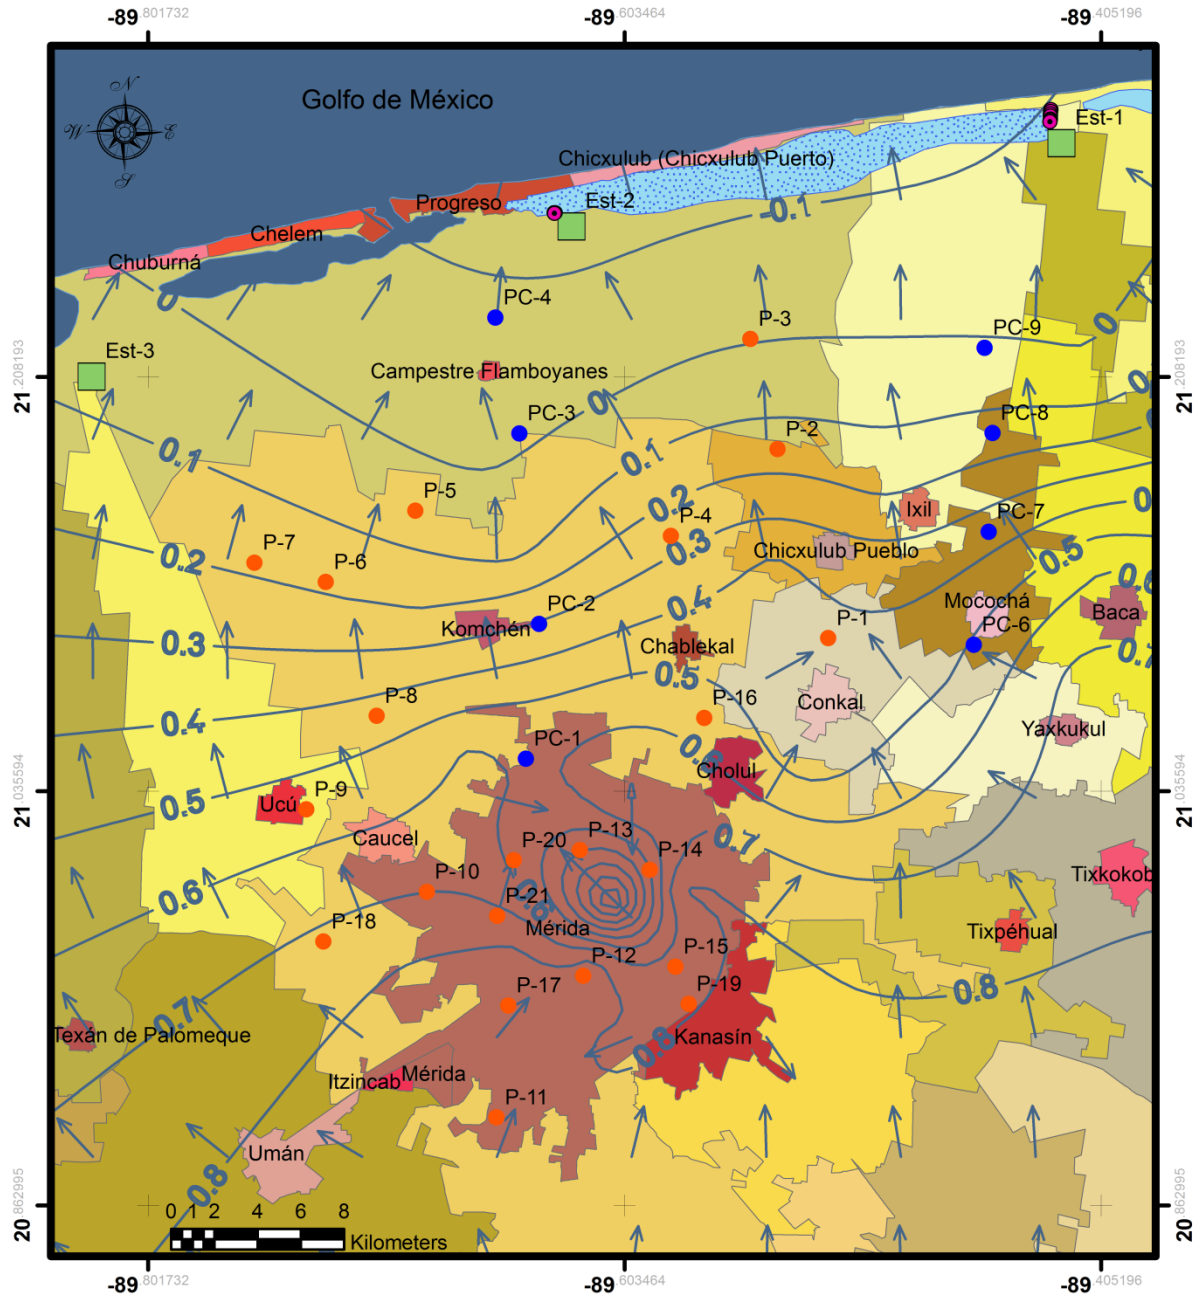 -89.801732
-89.603464
-89.405196
N
W
E
S
Golfo de México
Est-1
Chicxulub (Chicxulub Puerto)
Progreso
Est-2
-0.1
Chelem
Chuburná
0
PC-4
P-3
PC-9
0
Est-3
21.208193
21.208193
Campestre Flamboyanes
0
PC-3
PC-8
P-2
0.1
0.1
P-5
0.2
P-4
Ixil
PC-7
0.2
P-7
P-6
0.3
Chicxulub Pueblo
0.5
PC-2
Komchén
0.4
Mocochá
Baca
0.3
Chablekal
P-1
PC-6
0.5
P-8
P-16
Conkal
Yaxkukul
0.4
PC-1
Cholul
21.035594
21.035594
0.5
Ucú
P-9
Caucel
P-20
P-13
P-14
0.7
P-10
Tixkokob
0.6
P-21
Mérida
P-18
Tixpéhual
P-12
P-15
0.8
P-17
P-19
0.7
Texán de Palomeque
Kanasín
0.8
Itzincab
Mérida
P-11
Umán
0.8
20.862995
20.862995
0 1 2 4 6 8
Kilometers
-89.801732
-89.603464
-89.405196